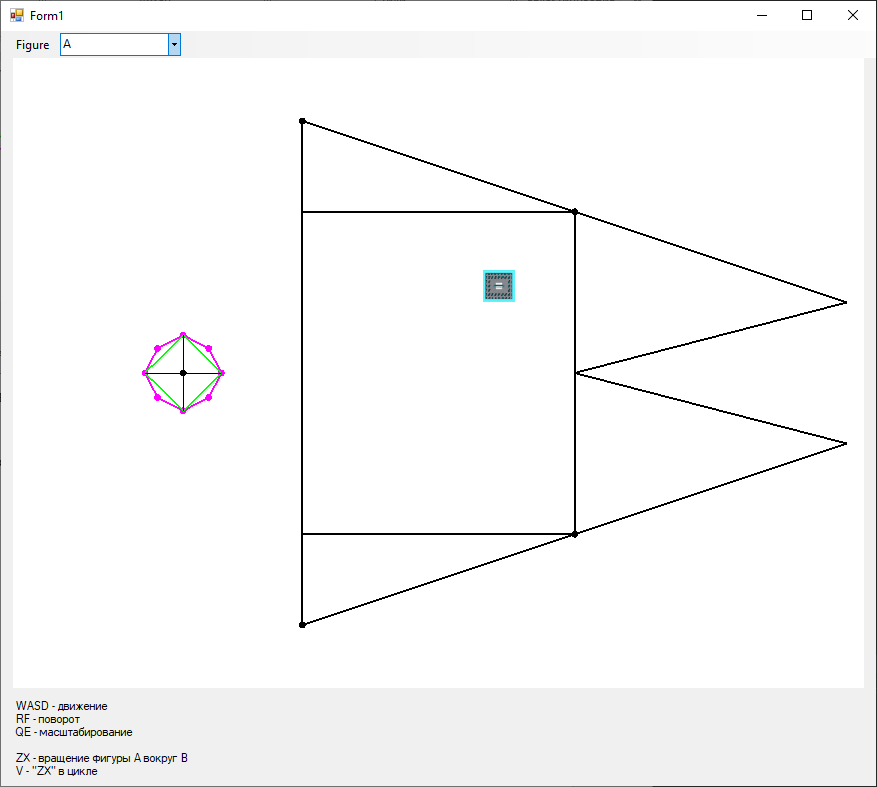 Form1
Figure A
=
WASD - движение
RF - поворот
QE - масштабирование
ZX - вращение фигуры А вокруг В
V - "ZX" в цикле